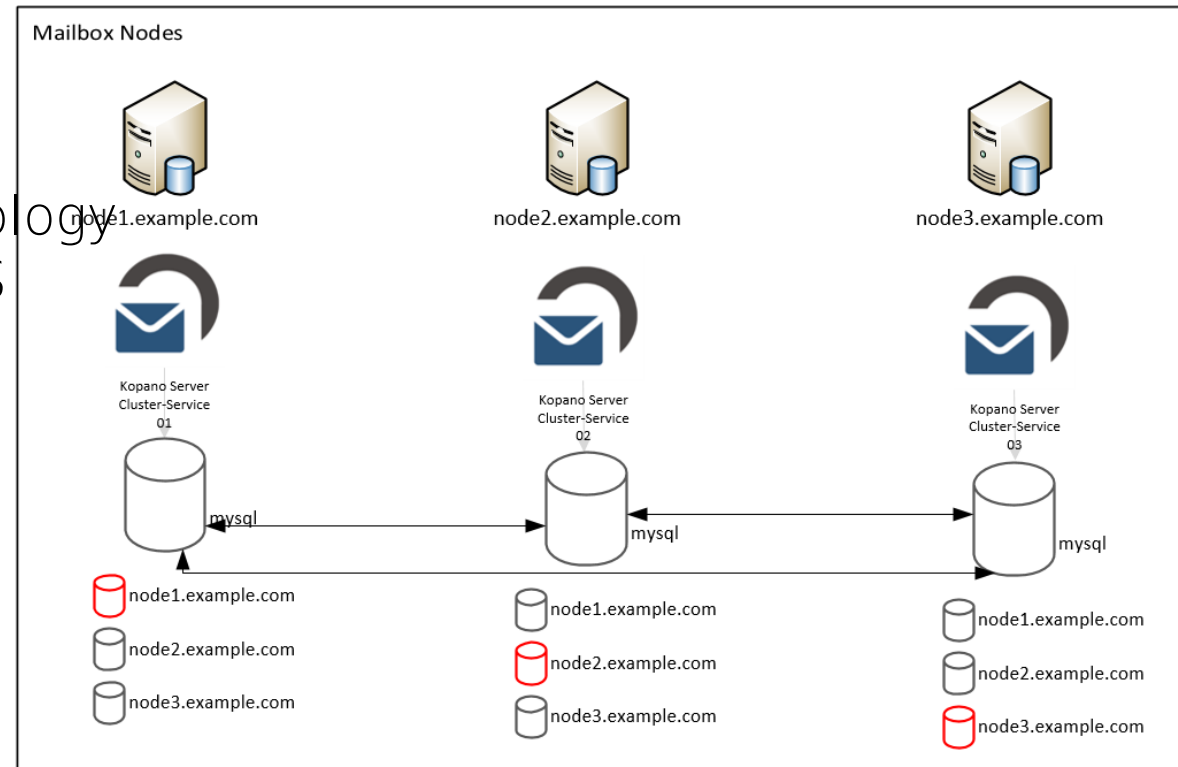 Mailbox Nodes
ology
s
node1.example.com
node2.example.com
node3.example.com
Kopano Server
Cluster-Service
01
Kopano Server
Cluster-Service
02
Kopano Server
Cluster-Service
03
mysql
mysql
mysql
node1.example.com
node2.example.com
node3.example.com
node1.example.com
node2.example.com
node3.example.com
node1.example.com
node2.example.com
node3.example.com